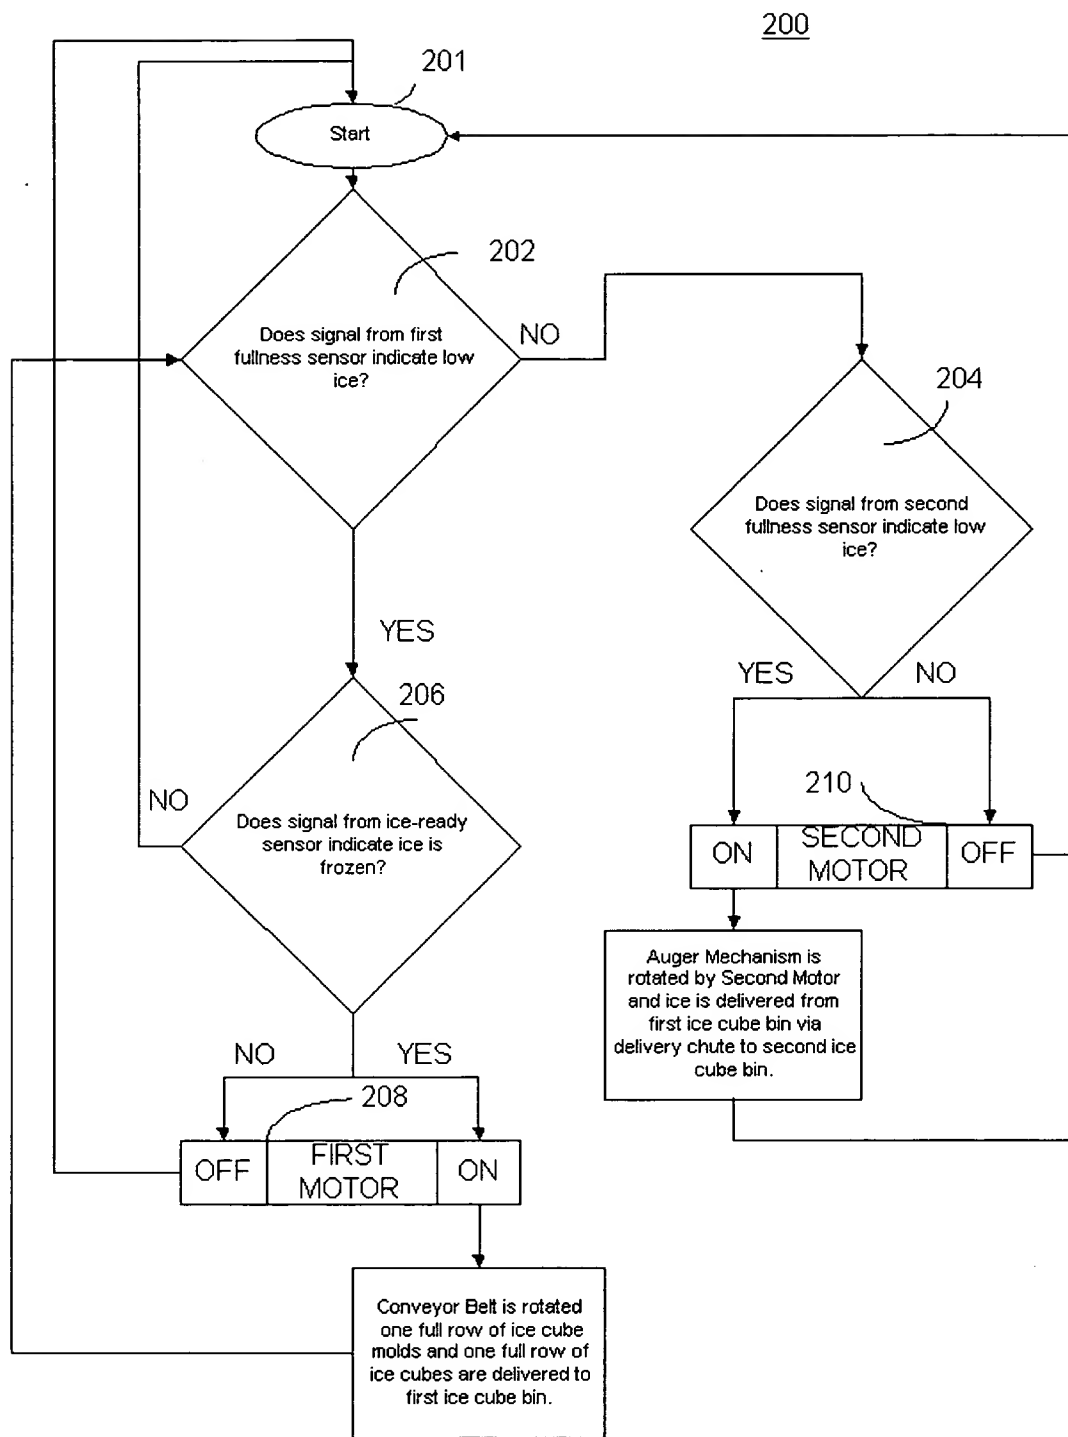 200
201
Start
202
Does signal from first
fullness sensor indicate low
ice?
NO
204
Does signal from second
fullness sensor indicate low
ice?
YES
206
Does signal from ice-ready
sensor indicate ice is
frozen?
NO
YES
NO
210
ON
SECOND
MOTOR
OFF
Auger Mechanism is
rotated by Second Motor
and ice is delivered from
first ice cube bin via
delivery chute to second ice
cube bin.
NO
YES
208
OFF
FIRST
MOTOR
ON
Conveyor Belt is rotated
one full row of ice cube
molds and one full row of
ice cubes are delivered to
first ice cube bin.